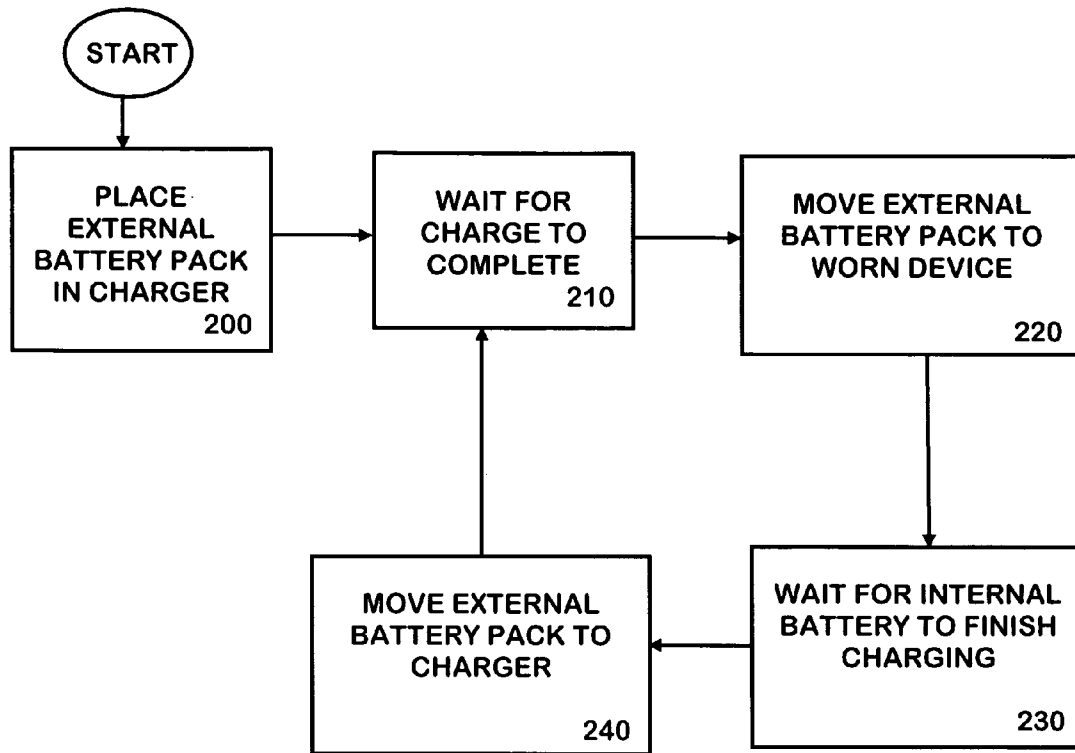 START
PLACE
EXTERNAL
BATTERY PACK
IN CHARGER
200
WAIT FOR
CHARGE TO
COMPLETE
210
MOVE EXTERNAL
BATTERY PACK TO
WORN DEVICE
220
WAIT FOR INTERNAL
BATTERY TO FINISH
CHARGING
230
MOVE EXTERNAL
BATTERY PACK TO
CHARGER
240